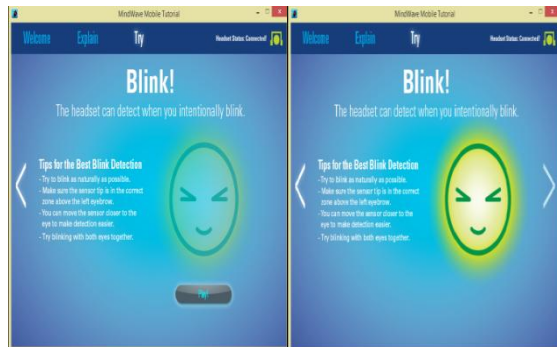 MindWave Mobile Tutorial
Welcome Explain Try Headset Status: Connected!
Blink!
The headset can detect when you intentionally blink.
Tips for the Best Blink Detection
- Try to blink as naturally as possible.
- Make sure the sensor tip is in the correct
zone above the left eyebrow.
- You can move the sensor closer to the
eye to make detection easier.
- Try blinking with both eyes together.
MindWave Mobile Tutorial
Welcome Explain Try Headset Status: Connected!
Blink!
The headset can detect when you intentionally blink.
Tips for the Best Blink Detection
- Try to blink as naturally as possible.
- Make sure the sensor tip is in the correct
zone above the left eyebrow.
- You can move the sensor closer to the
eye to make detection easier.
- Try blinking with both eyes together.